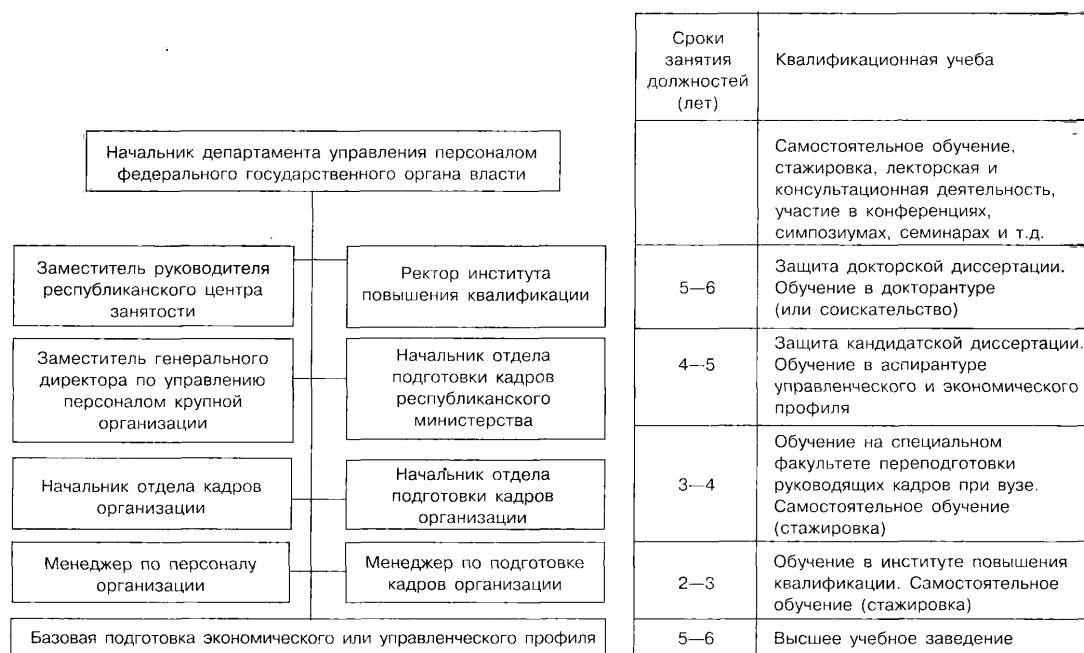 Сроки
занятия
должностей
(лет)
Квалификационная учеба
Начальник департамента управления персоналом
федерального государственного органа власти
Самостоятельное обучение,
стажировка, лекторская и
консультационная деятельность,
участие в конференциях,
симпозиумах, семинарах и т.д.
Заместитель руководителя
республиканского центра
занятости
Ректор института
повышения квалификации
5—6
Защита докторской диссертации.
Обучение в докторантуре
(или соискательство)
Заместитель генерального
директора по управлению
персоналом крупной
организации
Начальник отдела
подготовки кадров
республиканского
министерства
4—5
Защита кандидатской диссертации.
Обучение в аспирантуре
управленческого и экономического
профиля
Начальник отдела кадров
организации
Начальник отдела
подготовки кадров
организации
3—4
Обучение на специальном
факультете переподготовки
руководящих кадров при вузе.
Самостоятельное обучение
(стажировка)
Менеджер по персоналу
организации
Менеджер по подготовке
кадров организации
2—3
Обучение в институте повышения
квалификации. Самостоятельное
обучение (стажировка)
Базовая подготовка экономического или управленческого профиля
5—6
Высшее учебное заведение